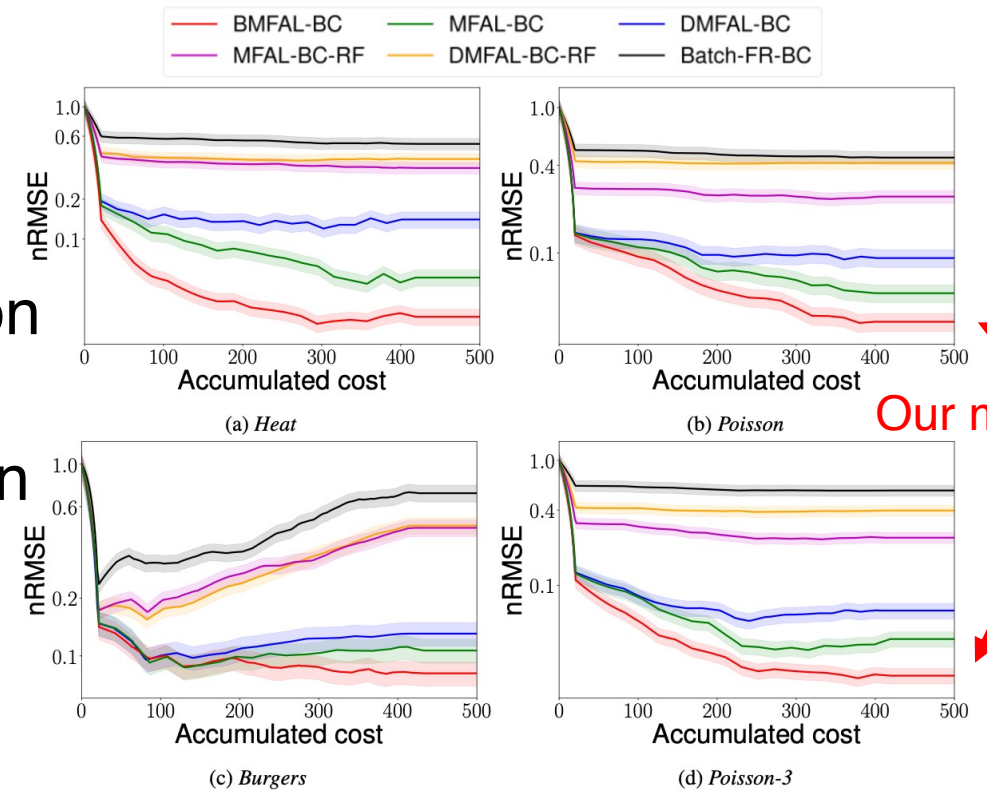 BMFAL-BC MFAL-BC DMFAL-BC
MFAL-BC-RF DMFAL-BC-RF Batch-FR-BC
nRMSE
1.0
0.6
0.2
0.1
0 100 200 300 400 500
Accumulated cost
(a) Heat
nRMSE
1.0
0.4
0.1
0 100 200 300 400 500
Accumulated cost
(b) Poisson
on
Our m
n
nRMSE
1.0
0.6
0.2
0.1
0 100 200 300 400 500
Accumulated cost
(c) Burgers
nRMSE
1.0
0.4
0.1
0 100 200 300 400 500
Accumulated cost
(d) Poisson-3